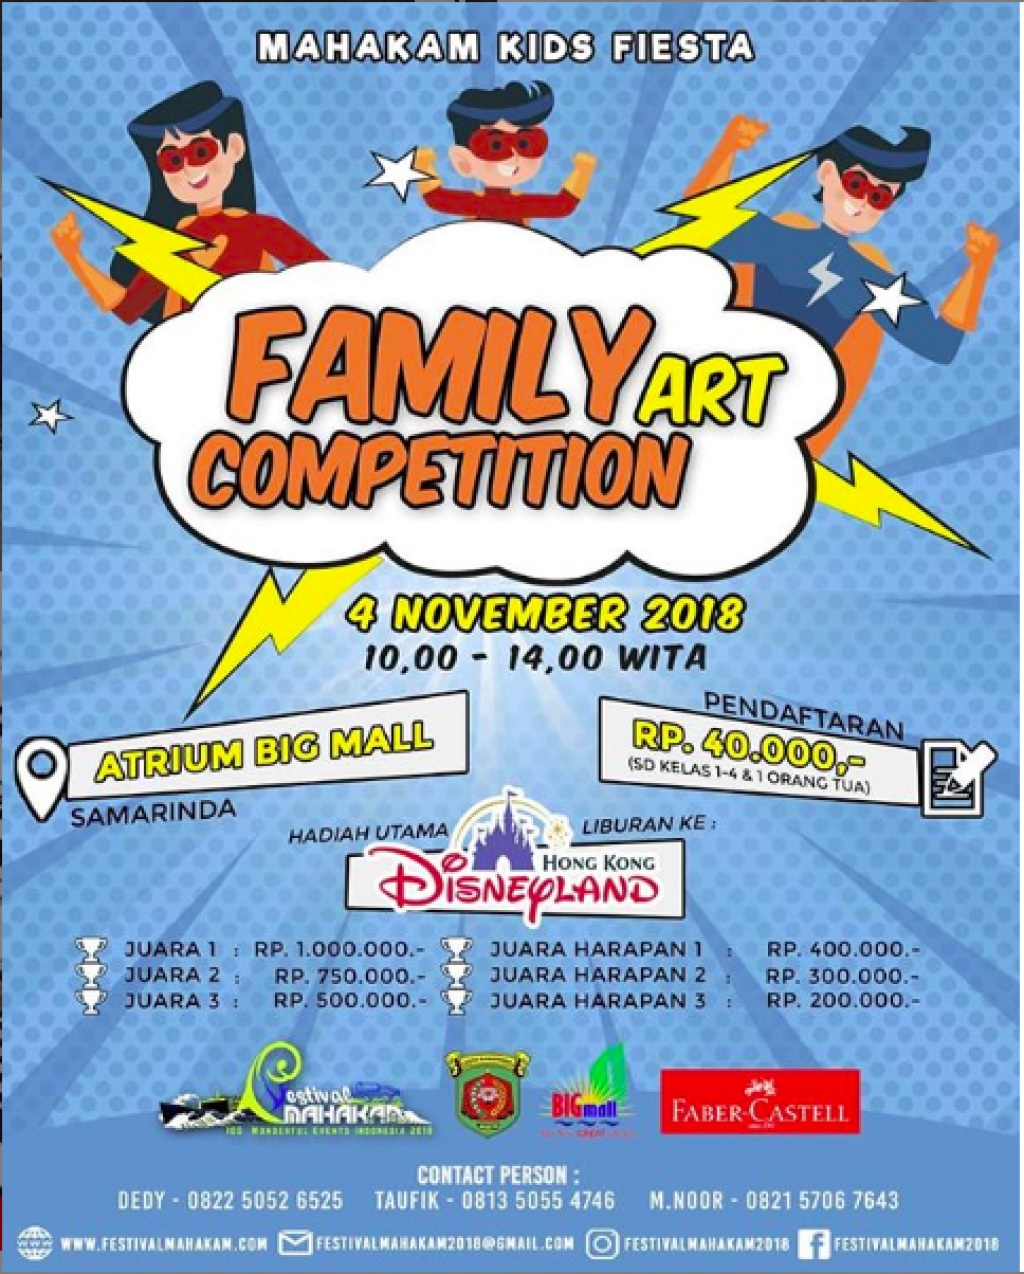 MAHAKAM KIDS FIESTA
FAMILY ART
COMPETITION
4 NOVEMBER 2018
10,00 - 14,00 WITA
ATRIUM BIG MALL
SAMARINDA
PENDAFTARAN
RP. 40.000,-
(SD KELAS 1-4 & 1 ORANG TUA)
HADIAH UTAMA LIBURAN KE :
HONG KONG
DISNEYLAND
JUARA 1 : RP. 1.000.000.- JUARA HARAPAN 1 : RP. 400.000.-
JUARA 2 : RP. 750.000.- JUARA HARAPAN 2 : RP. 300.000.-
JUARA 3 : RP. 500.000.- JUARA HARAPAN 3 : RP. 200.000.-
Festival
MAHAKAM
100 WONDERFUL EVENTS INDONESIA 2018
BIGmall
FABER-CASTELL
CONTACT PERSON :
DEDY - 0822 5052 6525 TAUFIK - 0813 5055 4746 M.NOOR - 0821 5706 7643
WWW.FESTIVALMAHAKAM.COM FESTIVALMAHAKAM2018@GMAIL.COM FESTIVALMAHAKAM2018 FESTIVALMAHAKAM2018